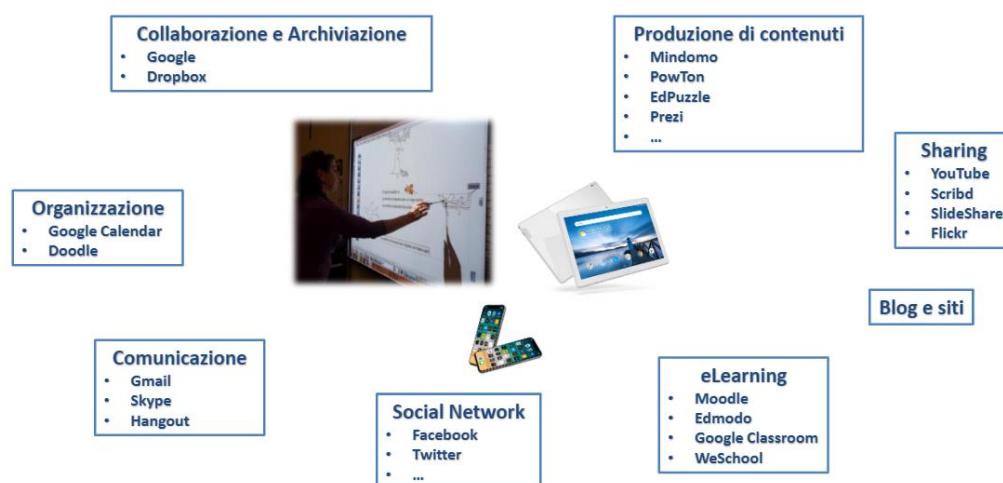 Collaborazione e Archiviazione
• Google
• Dropbox
Produzione di contenuti
• Mindomo
• PowTon
• EdPuzzle
• Prezi
• ...
Sharing
• YouTube
• Scribd
• SlideShare
• Flickr
Organizzazione
• Google Calendar
• Doodle
Blog e siti
Comunicazione
• Gmail
• Skype
• Hangout
Social Network
• Facebook
• Twitter
• ...
eLearning
• Moodle
• Edmodo
• Google Classroom
• WeSchool